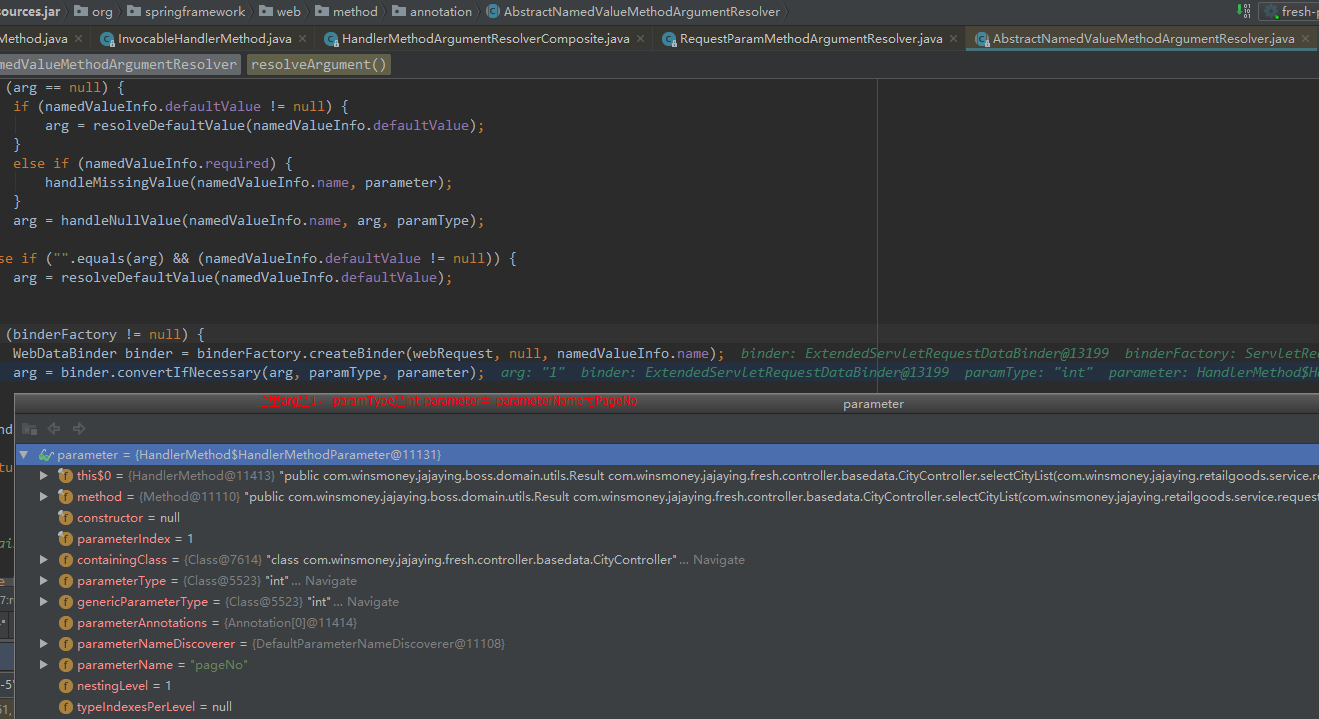 ources.jar org springframework web method annotation AbstractNamedValueMethodArgumentResolver fresh-p
Method.java InvocableHandlerMethod.java HandlerMethodArgumentResolverComposite.java RequestParamMethodArgumentResolver.java AbstractNamedValueMethodArgumentResolver.java
medValueMethodArgumentResolver resolveArgument()
(arg == null) {
if (namedValueInfo.defaultValue != null) {
arg = resolveDefaultValue(namedValueInfo.defaultValue);
}
else if (namedValueInfo.required) {
handleMissingValue(namedValueInfo.name, parameter);
}
arg = handleNullValue(namedValueInfo.name, arg, paramType);
se if ("".equals(arg) && (namedValueInfo.defaultValue != null)) {
arg = resolveDefaultValue(namedValueInfo.defaultValue);
(binderFactory != null) {
WebDataBinder binder = binderFactory.createBinder(webRequest, null, namedValueInfo.name); binder: ExtendedServletRequestDataBinder@13199 binderFactory: ServletRe
arg = binder.convertIfNecessary(arg, paramType, parameter); arg: "1" binder: ExtendedServletRequestDataBinder@13199 paramType: "int" parameter: HandlerMethod$H
parameter
parameter = {HandlerMethod$HandlerMethodParameter@11131}
this$0 = {HandlerMethod@11413} "public com.winsmoney.jajaying.boss.domain.utils.Result com.winsmoney.jajaying.fresh.controller.basedata.CityController.selectCityList(com.winsmoney.jajaying.retailgoods.service.re
method = {Method@11110} "public com.winsmoney.jajaying.boss.domain.utils.Result com.winsmoney.jajaying.fresh.controller.basedata.CityController.selectCityList(com.winsmoney.jajaying.retailgoods.service.request
constructor = null
parameterIndex = 1
containingClass = {Class@7614} "class com.winsmoney.jajaying.fresh.controller.basedata.CityController"... Navigate
parameterType = {Class@5523} "int"... Navigate
genericParameterType = {Class@5523} "int"... Navigate
parameterAnnotations = {Annotation[0]@11414}
parameterNameDiscoverer = {DefaultParameterNameDiscoverer@11108}
parameterName = "pageNo"
nestingLevel = 1
typeIndexesPerLevel = null